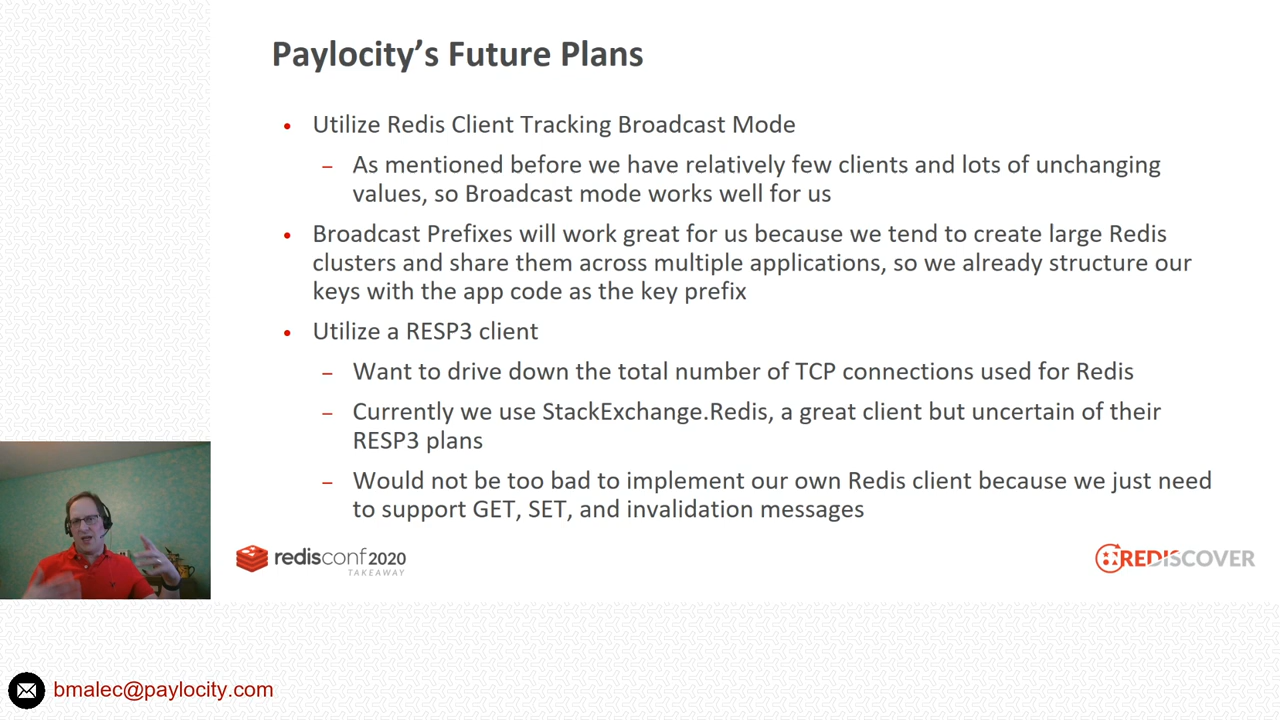 Paylocity’s Future Plans
• Utilize Redis Client Tracking Broadcast Mode
– As mentioned before we have relatively few clients and lots of unchanging
values, so Broadcast mode works well for us
• Broadcast Prefixes will work great for us because we tend to create large Redis
clusters and share them across multiple applications, so we already structure our
keys with the app code as the key prefix
• Utilize a RESP3 client
– Want to drive down the total number of TCP connections used for Redis
– Currently we use StackExchange.Redis, a great client but uncertain of their
RESP3 plans
– Would not be too bad to implement our own Redis client because we just need
to support GET, SET, and invalidation messages
redisconf 2020
TAKEAWAY
REDISCOVER
bmalec@paylocity.com